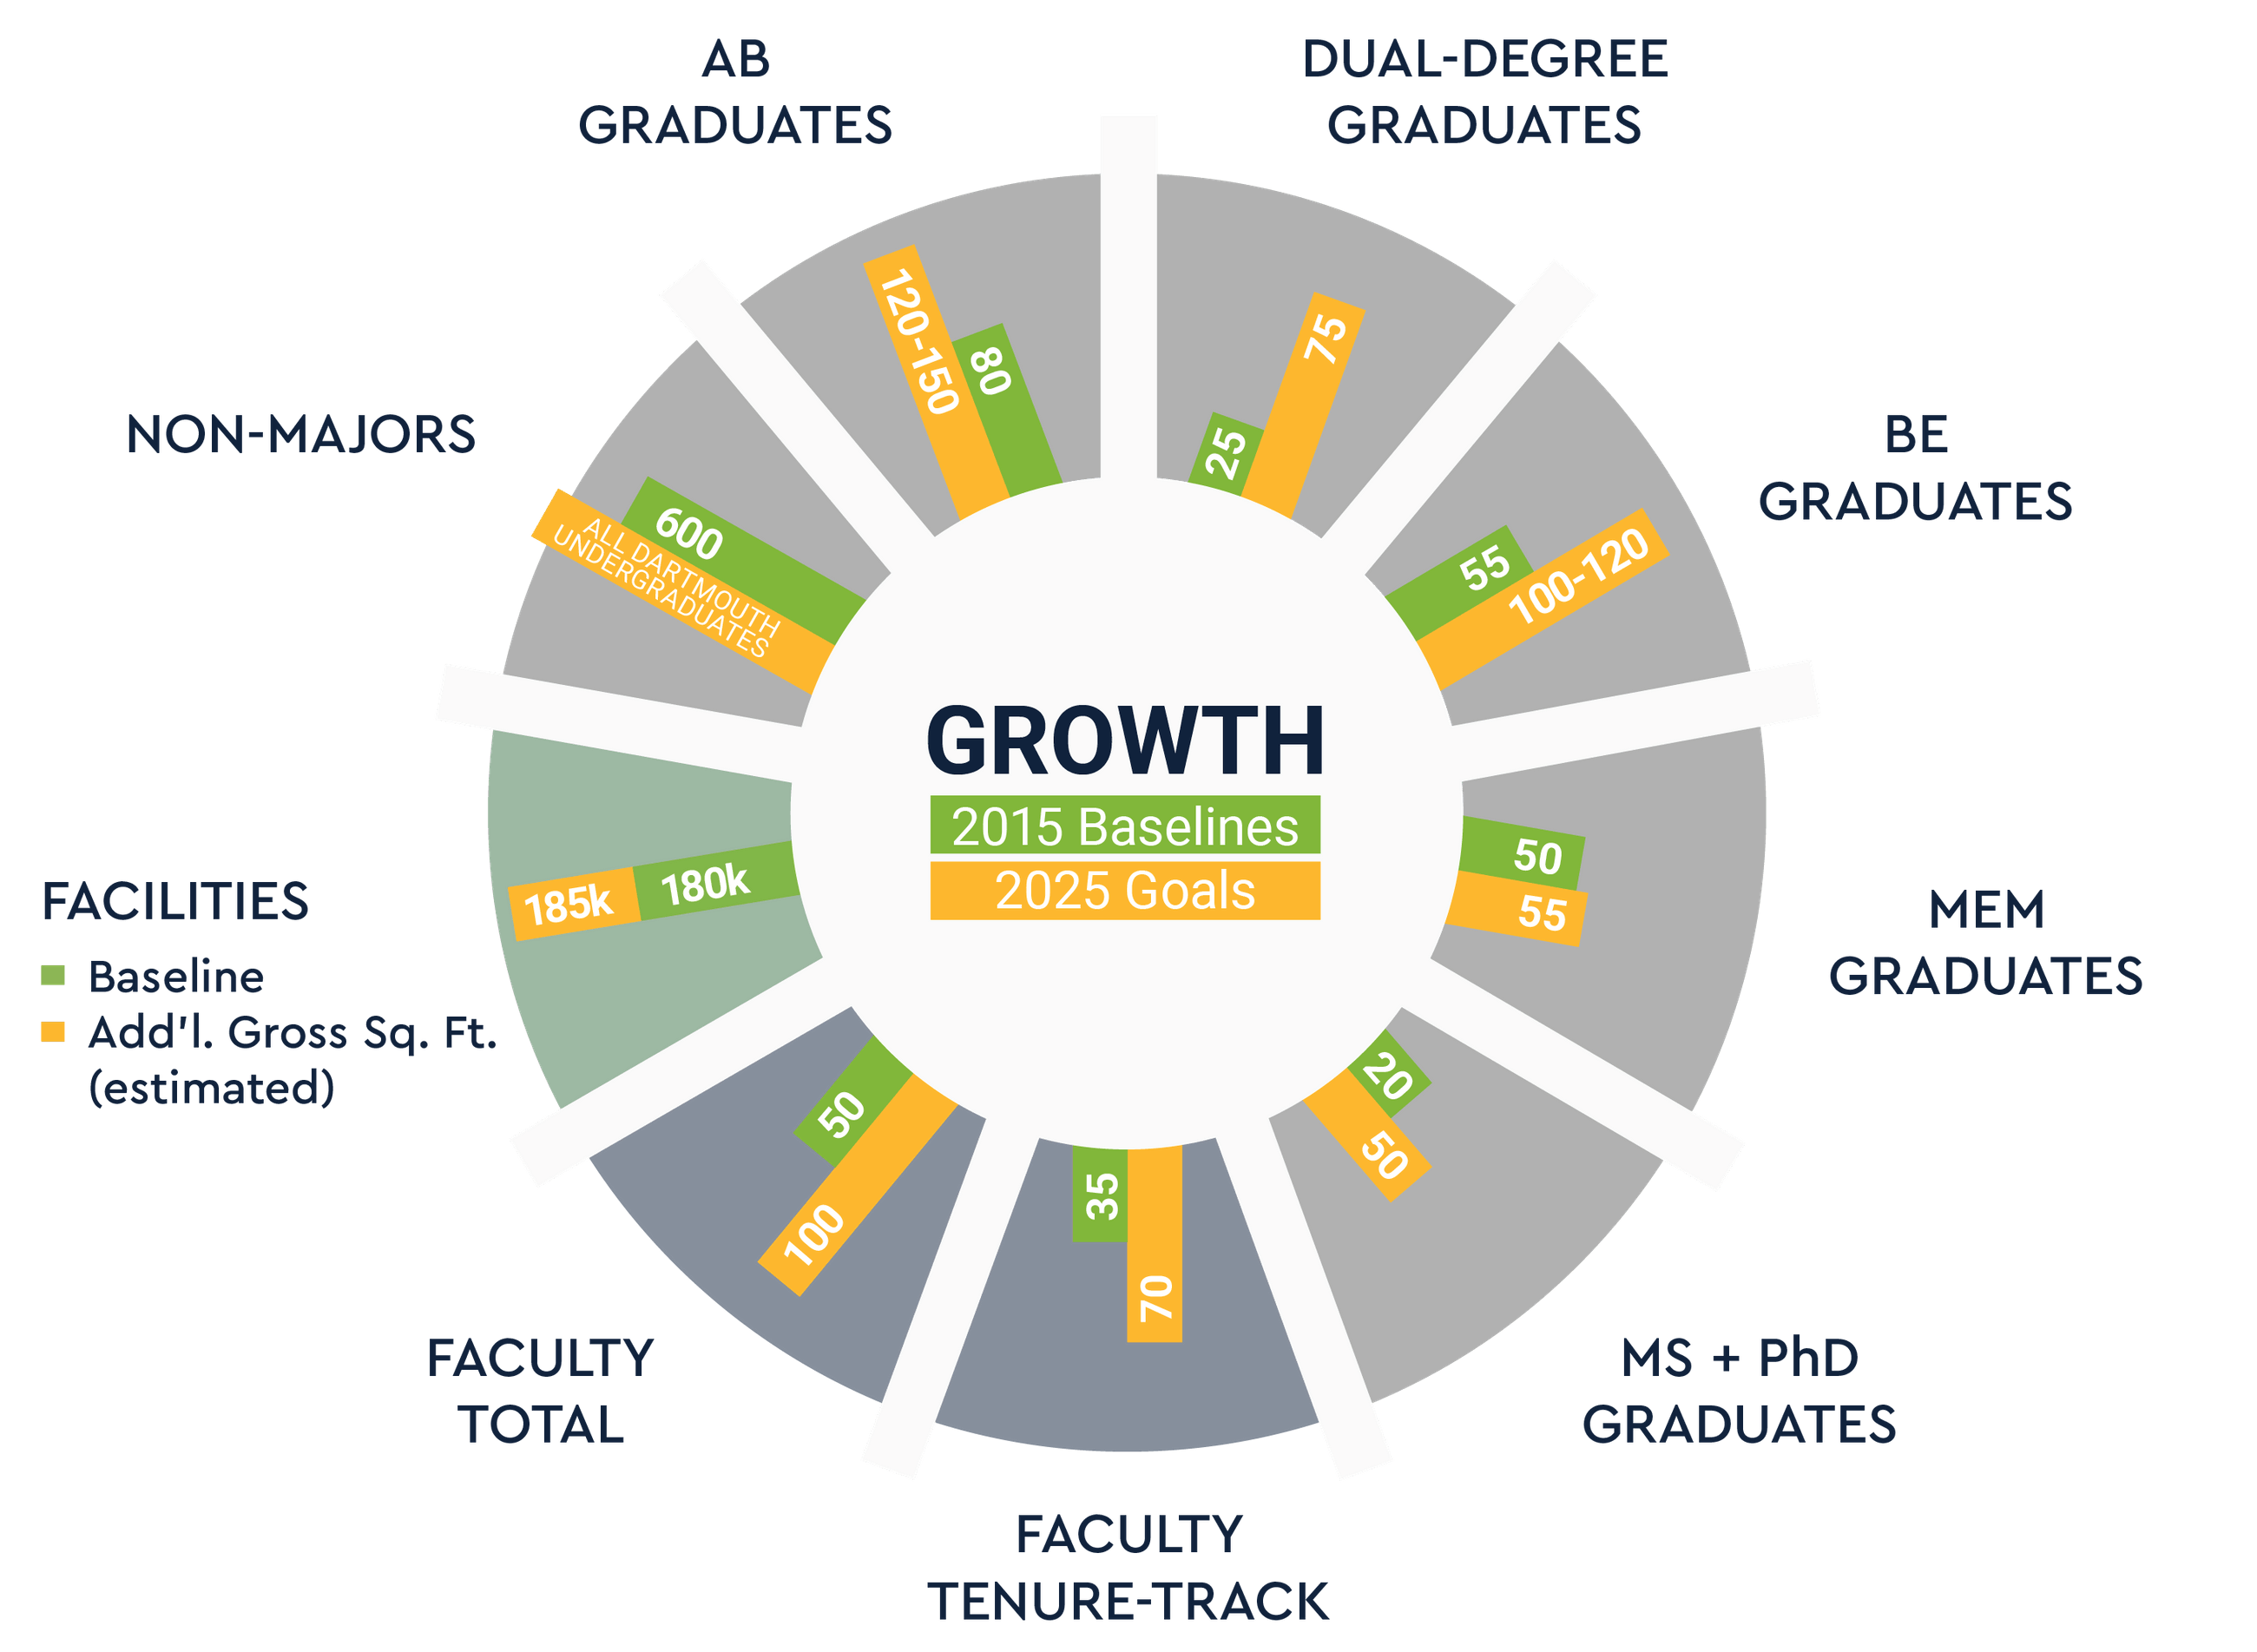 AB
GRADUATES
DUAL-DEGREE
GRADUATES
120-150
80
25
75
NON-MAJORS
BE
GRADUATES
600
ALL DARTMOUTH
UNDERGRADUATES
55
100-120
GROWTH
2015 Baselines
2025 Goals
FACILITIES
Baseline
Add'l. Gross Sq. Ft.
(estimated)
185k
180k
50
55
MEM
GRADUATES
20
50
50
100
35
70
FACULTY
TOTAL
MS + PhD
GRADUATES
FACULTY
TENURE-TRACK